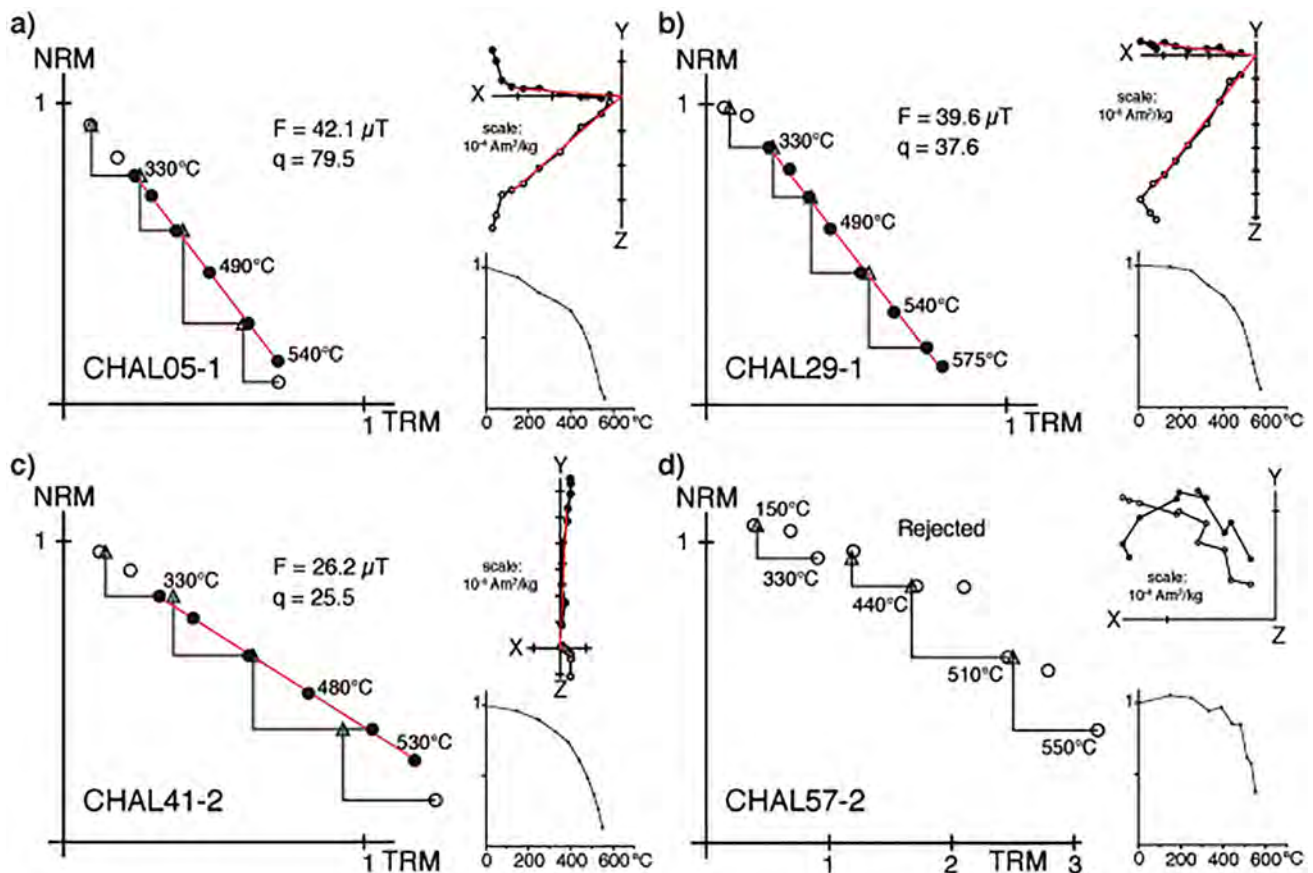 a)
NRM
1
330°C
F = 42.1 µT
q = 79.5
490°C
540°C
CHAL05-1
1 TRM
Y
X
scale:
10⁻⁴ Am²/kg
Z
1
0 200 400 600°C
b)
NRM
1
330°C
F = 39.6 µT
q = 37.6
490°C
540°C
575°C
CHAL29-1
1 TRM
Y
X
scale:
10⁻⁴ Am²/kg
Z
1
0 200 400 600°C
c)
NRM
1
330°C
F = 26.2 µT
q = 25.5
480°C
530°C
CHAL41-2
1 TRM
Y
scale:
Am²/kg
X
Z
1
0 200 400 600°C
d)
NRM
1
150°C
Rejected
330°C
440°C
510°C
550°C
CHAL57-2
1 2 TRM 3
Y
scale:
Am²/kg
X
Z
1
0 200 400 600°C